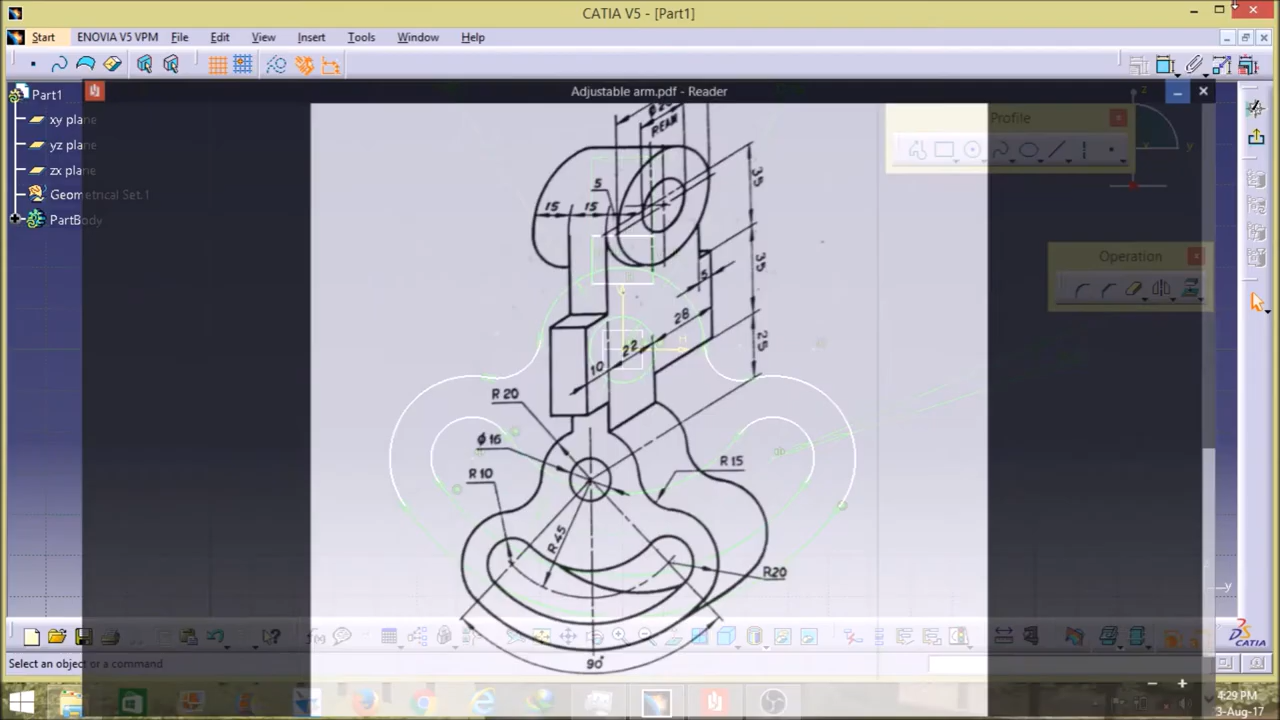 CATIA V5 - [Part1]
Start ENOVIA V5 VPM File Edit View Insert Tools Window Help
Part1
Adjustable arm.pdf - Reader
xy plane
yz plane
zx plane
Geometrical Set.1
PartBody
Profile
Operation
z
x
y
REAM
5
15 15
35
35
5
28
22
10
25
R 20
ø 16
R 10
R 15
R 45
R20
90°
H
y
CATIA
Select an object or a command
4:29 PM
3-Aug-17